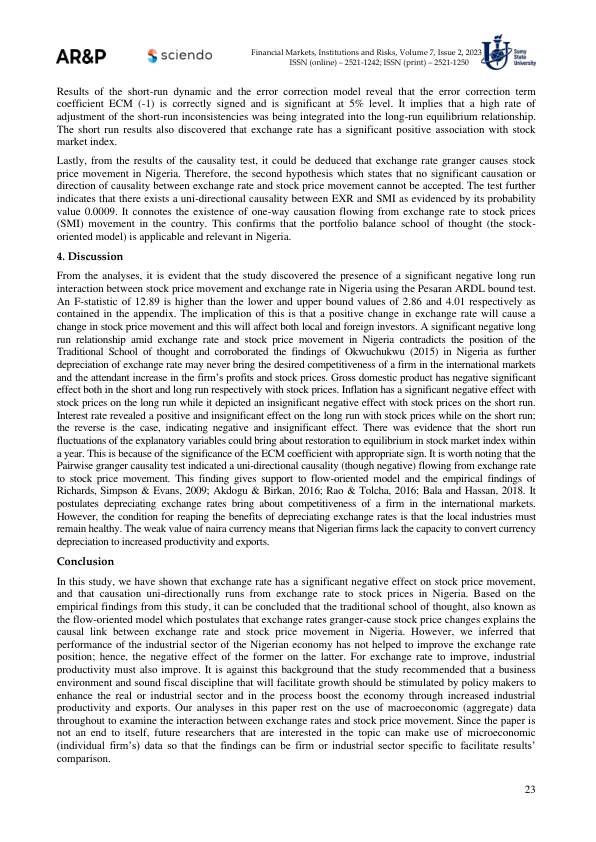 AR&P
sciendo
Financial Markets, Institutions and Risks, Volume 7, Issue 2, 2023
ISSN (online) – 2521-1242; ISSN (print) – 2521-1250
Sumy
State
University
Results of the short-run dynamic and the error correction model reveal that the error correction term
coefficient ECM (-1) is correctly signed and is significant at 5% level. It implies that a high rate of
adjustment of the short-run inconsistencies was being integrated into the long-run equilibrium relationship.
The short run results also discovered that exchange rate has a significant positive association with stock
market index.
Lastly, from the results of the causality test, it could be deduced that exchange rate granger causes stock
price movement in Nigeria. Therefore, the second hypothesis which states that no significant causation or
direction of causality between exchange rate and stock price movement cannot be accepted. The test further
indicates that there exists a uni-directional causality between EXR and SMI as evidenced by its probability
value 0.0009. It connotes the existence of one-way causation flowing from exchange rate to stock prices
(SMI) movement in the country. This confirms that the portfolio balance school of thought (the stock-
oriented model) is applicable and relevant in Nigeria.
4. Discussion
From the analyses, it is evident that the study discovered the presence of a significant negative long run
interaction between stock price movement and exchange rate in Nigeria using the Pesaran ARDL bound test.
An F-statistic of 12.89 is higher than the lower and upper bound values of 2.86 and 4.01 respectively as
contained in the appendix. The implication of this is that a positive change in exchange rate will cause a
change in stock price movement and this will affect both local and foreign investors. A significant negative long
run relationship amid exchange rate and stock price movement in Nigeria contradicts the position of the
Traditional School of thought and corroborated the findings of Okwuchukwu (2015) in Nigeria as further
depreciation of exchange rate may never bring the desired competitiveness of a firm in the international markets
and the attendant increase in the firm's profits and stock prices. Gross domestic product has negative significant
effect both in the short and long run respectively with stock prices. Inflation has a significant negative effect with
stock prices on the long run while it depicted an insignificant negative effect with stock prices on the short run.
Interest rate revealed a positive and insignificant effect on the long run with stock prices while on the short run;
the reverse is the case, indicating negative and insignificant effect. There was evidence that the short run
fluctuations of the explanatory variables could bring about restoration to equilibrium in stock market index within
a year. This is because of the significance of the ECM coefficient with appropriate sign. It is worth noting that the
Pairwise granger causality test indicated a uni-directional causality (though negative) flowing from exchange rate
to stock price movement. This finding gives support to flow-oriented model and the empirical findings of
Richards, Simpson & Evans, 2009; Akdogu & Birkan, 2016; Rao & Tolcha, 2016; Bala and Hassan, 2018. It
postulates depreciating exchange rates bring about competitiveness of a firm in the international markets.
However, the condition for reaping the benefits of depreciating exchange rates is that the local industries must
remain healthy. The weak value of naira currency means that Nigerian firms lack the capacity to convert currency
depreciation to increased productivity and exports.
Conclusion
In this study, we have shown that exchange rate has a significant negative effect on stock price movement,
and that causation uni-directionally runs from exchange rate to stock prices in Nigeria. Based on the
empirical findings from this study, it can be concluded that the traditional school of thought, also known as
the flow-oriented model which postulates that exchange rates granger-cause stock price changes explains the
causal link between exchange rate and stock price movement in Nigeria. However, we inferred that
performance of the industrial sector of the Nigerian economy has not helped to improve the exchange rate
position; hence, the negative effect of the former on the latter. For exchange rate to improve, industrial
productivity must also improve. It is against this background that the study recommended that a business
environment and sound fiscal discipline that will facilitate growth should be stimulated by policy makers to
enhance the real or industrial sector and in the process boost the economy through increased industrial
productivity and exports. Our analyses in this paper rest on the use of macroeconomic (aggregate) data
throughout to examine the interaction between exchange rates and stock price movement. Since the paper is
not an end to itself, future researchers that are interested in the topic can make use of microeconomic
(individual firm's) data so that the findings can be firm or industrial sector specific to facilitate results'
comparison.
23